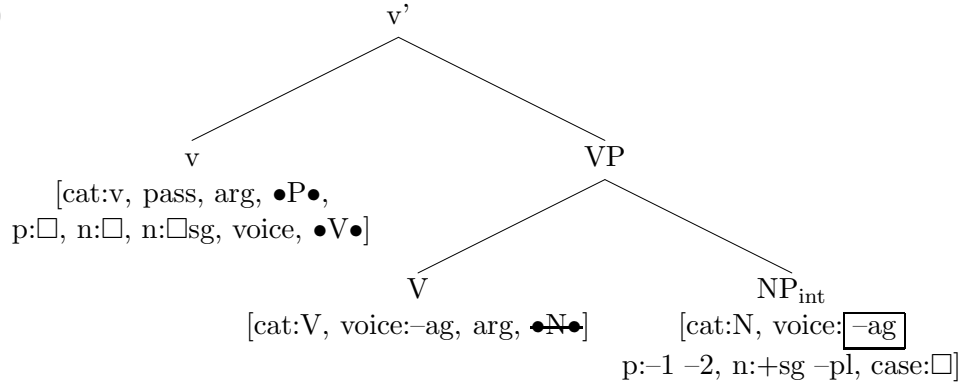 v'
v
VP
[cat:v, pass, arg, ●P●,
p:□, n:□, n:□sg, voice, ●V●]
V
NPint
[cat:V, voice:–ag, arg, ●N●]
[cat:N, voice: –ag
p:–1 –2, n:+sg –pl, case:□]